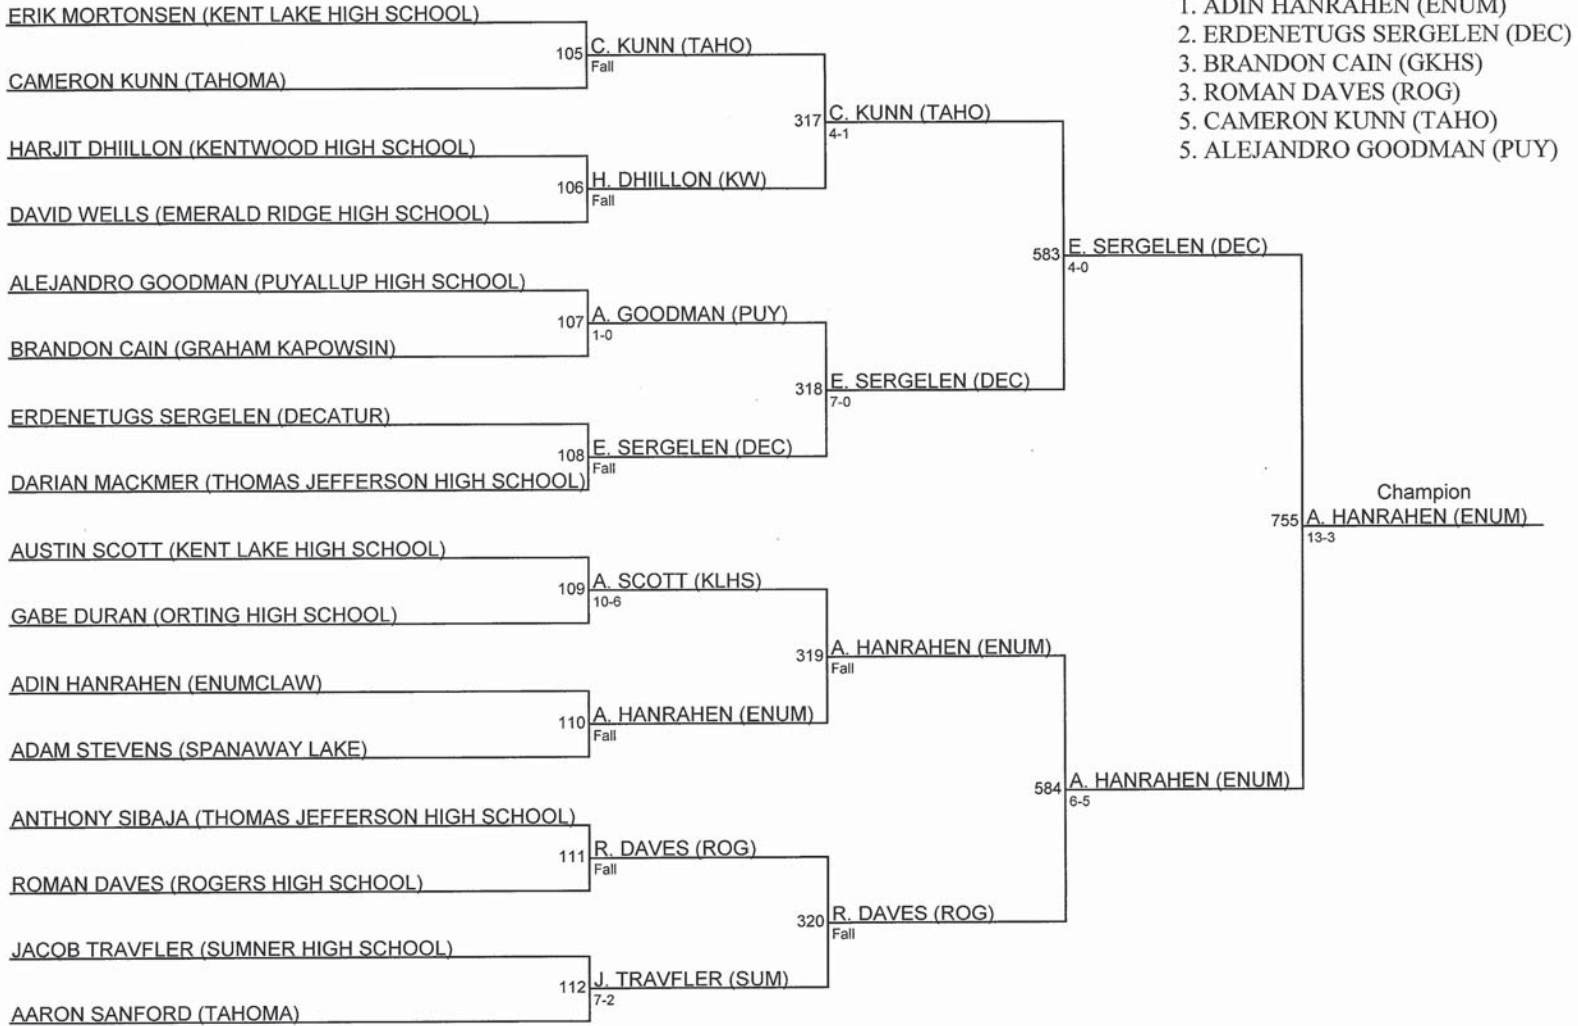 ERIK MORTONSEN (KENT LAKE HIGH SCHOOL)
105 C. KUNN (TAHO)
Fall
CAMERON KUNN (TAHOMA)
317 C. KUNN (TAHO)
4-1
HARJIT DHIILLON (KENTWOOD HIGH SCHOOL)
106 H. DHIILLON (KW)
Fall
DAVID WELLS (EMERALD RIDGE HIGH SCHOOL)
583 E. SERGELEN (DEC)
4-0
ALEJANDRO GOODMAN (PUYALLUP HIGH SCHOOL)
107 A. GOODMAN (PUY)
1-0
BRANDON CAIN (GRAHAM KAPOWSIN)
318 E. SERGELEN (DEC)
7-0
ERDENETUGS SERGELEN (DECATUR)
108 E. SERGELEN (DEC)
Fall
DARIAN MACKMER (THOMAS JEFFERSON HIGH SCHOOL)
Champion
755 A. HANRAHEN (ENUM)
13-3
AUSTIN SCOTT (KENT LAKE HIGH SCHOOL)
109 A. SCOTT (KLHS)
10-6
GABE DURAN (ORTING HIGH SCHOOL)
319 A. HANRAHEN (ENUM)
Fall
ADIN HANRAHEN (ENUMCLAW)
110 A. HANRAHEN (ENUM)
Fall
ADAM STEVENS (SPANAWAY LAKE)
584 A. HANRAHEN (ENUM)
6-5
ANTHONY SIBAJA (THOMAS JEFFERSON HIGH SCHOOL)
111 R. DAVES (ROG)
Fall
ROMAN DAVES (ROGERS HIGH SCHOOL)
320 R. DAVES (ROG)
Fall
JACOB TRAVFLER (SUMNER HIGH SCHOOL)
112 J. TRAVFLER (SUM)
7-2
AARON SANFORD (TAHOMA)
1. ADIN HANRAHEN (ENUM)
2. ERDENETUGS SERGELEN (DEC)
3. BRANDON CAIN (GKHS)
3. ROMAN DAVES (ROG)
5. CAMERON KUNN (TAHO)
5. ALEJANDRO GOODMAN (PUY)